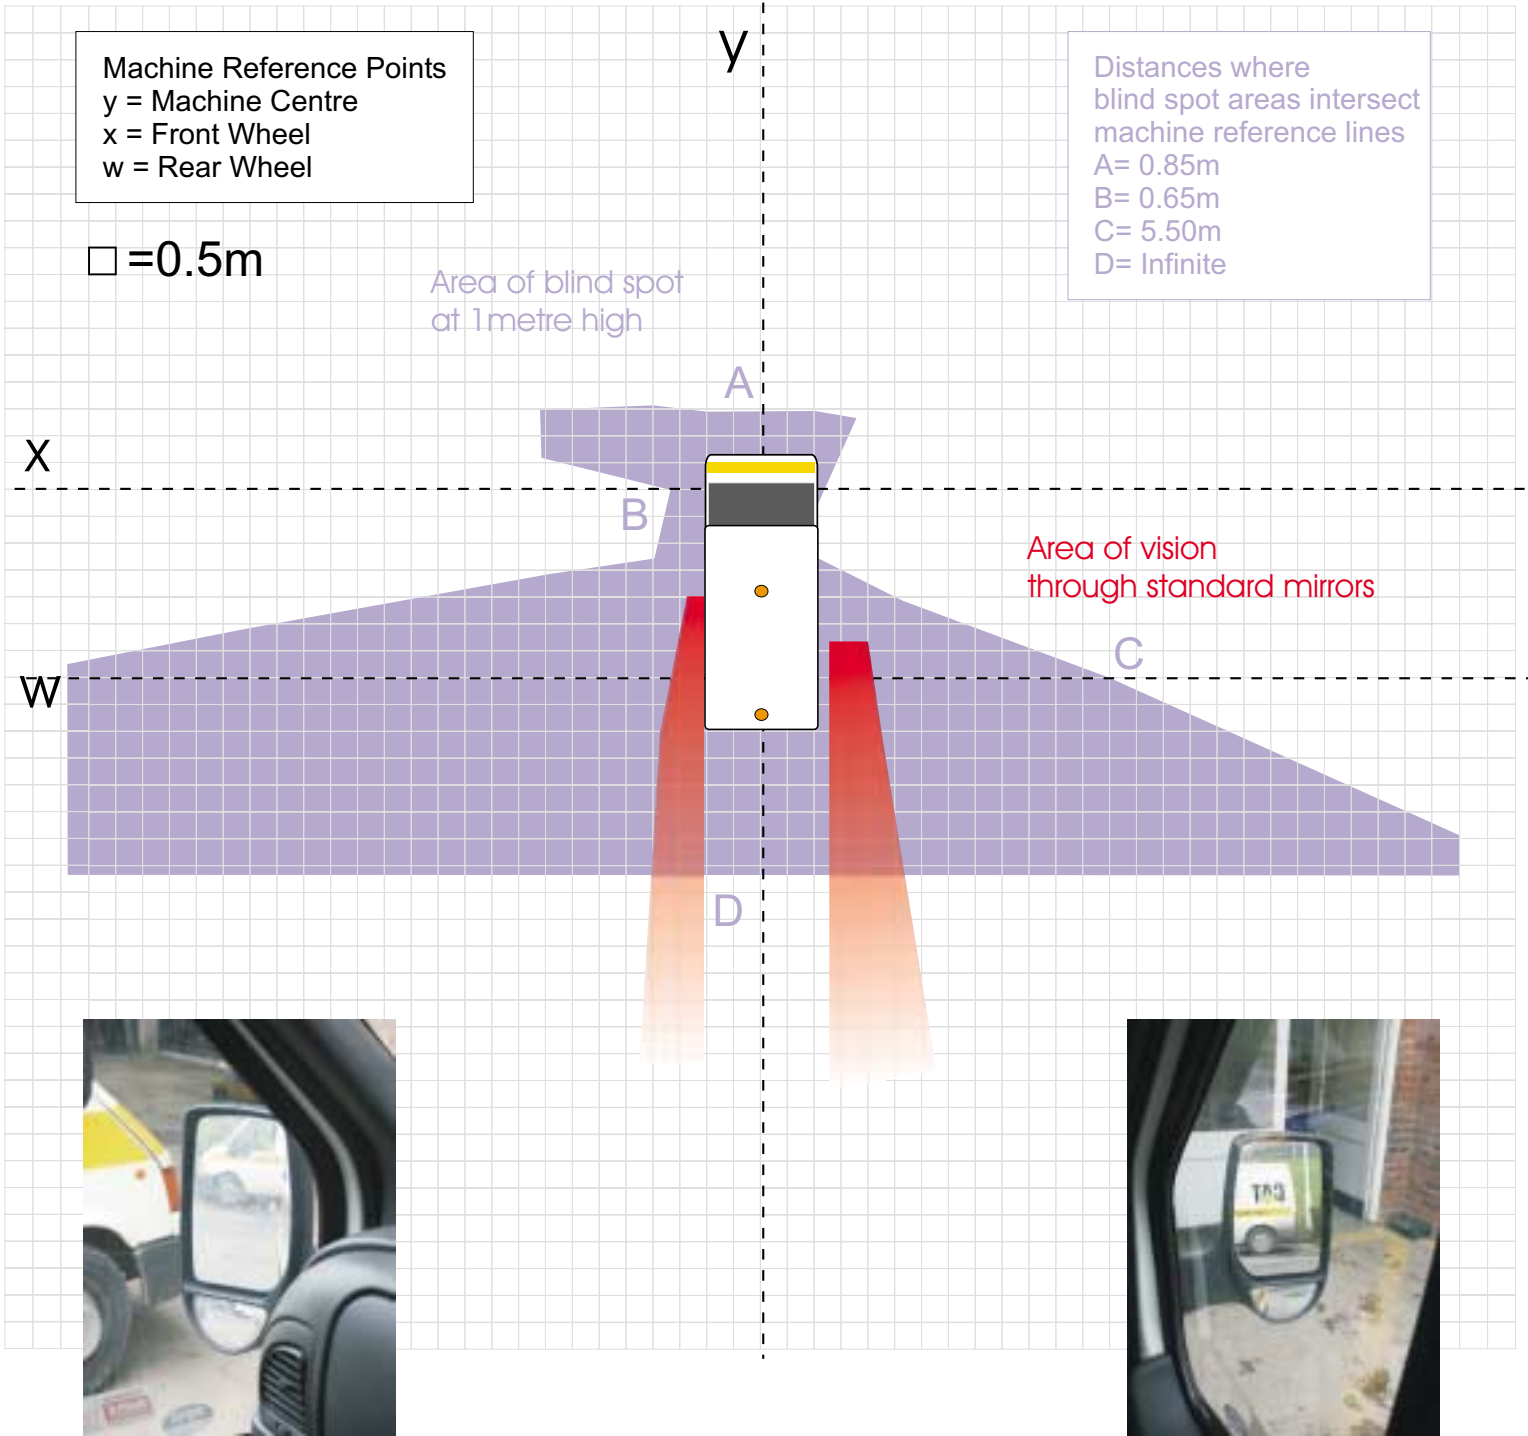 y
Machine Reference Points
y = Machine Centre
x = Front Wheel
w = Rear Wheel
Distances where
blind spot areas intersect
machine reference lines
A= 0.85m
B= 0.65m
C= 5.50m
D= Infinite
=0.5m
Area of blind spot
at 1metre high
A
X
B
Area of vision
through standard mirrors
C
W
D